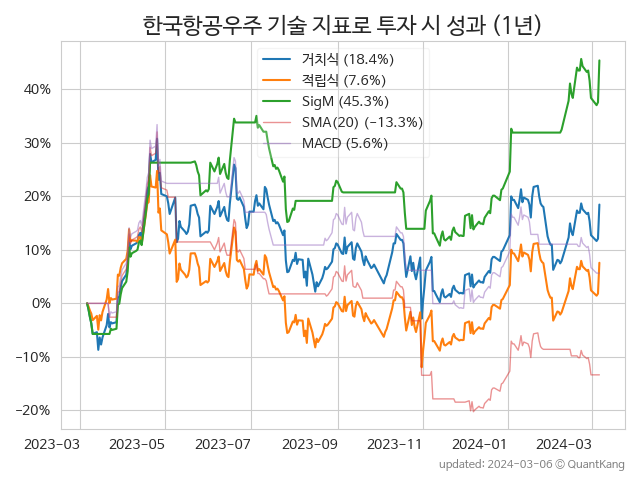 한국항공우주 기술 지표로 투자 시 성과 (1년)
거치식 (18.4%)
적립식 (7.6%)
SigM (45.3%)
SMA(20) (−13.3%)
MACD (5.6%)
40%
30%
20%
10%
0%
−10%
−20%
2023−03 2023−05 2023−07 2023−09 2023−11 2024−01 2024−03
updated: 2024−03−06 © QuantKang